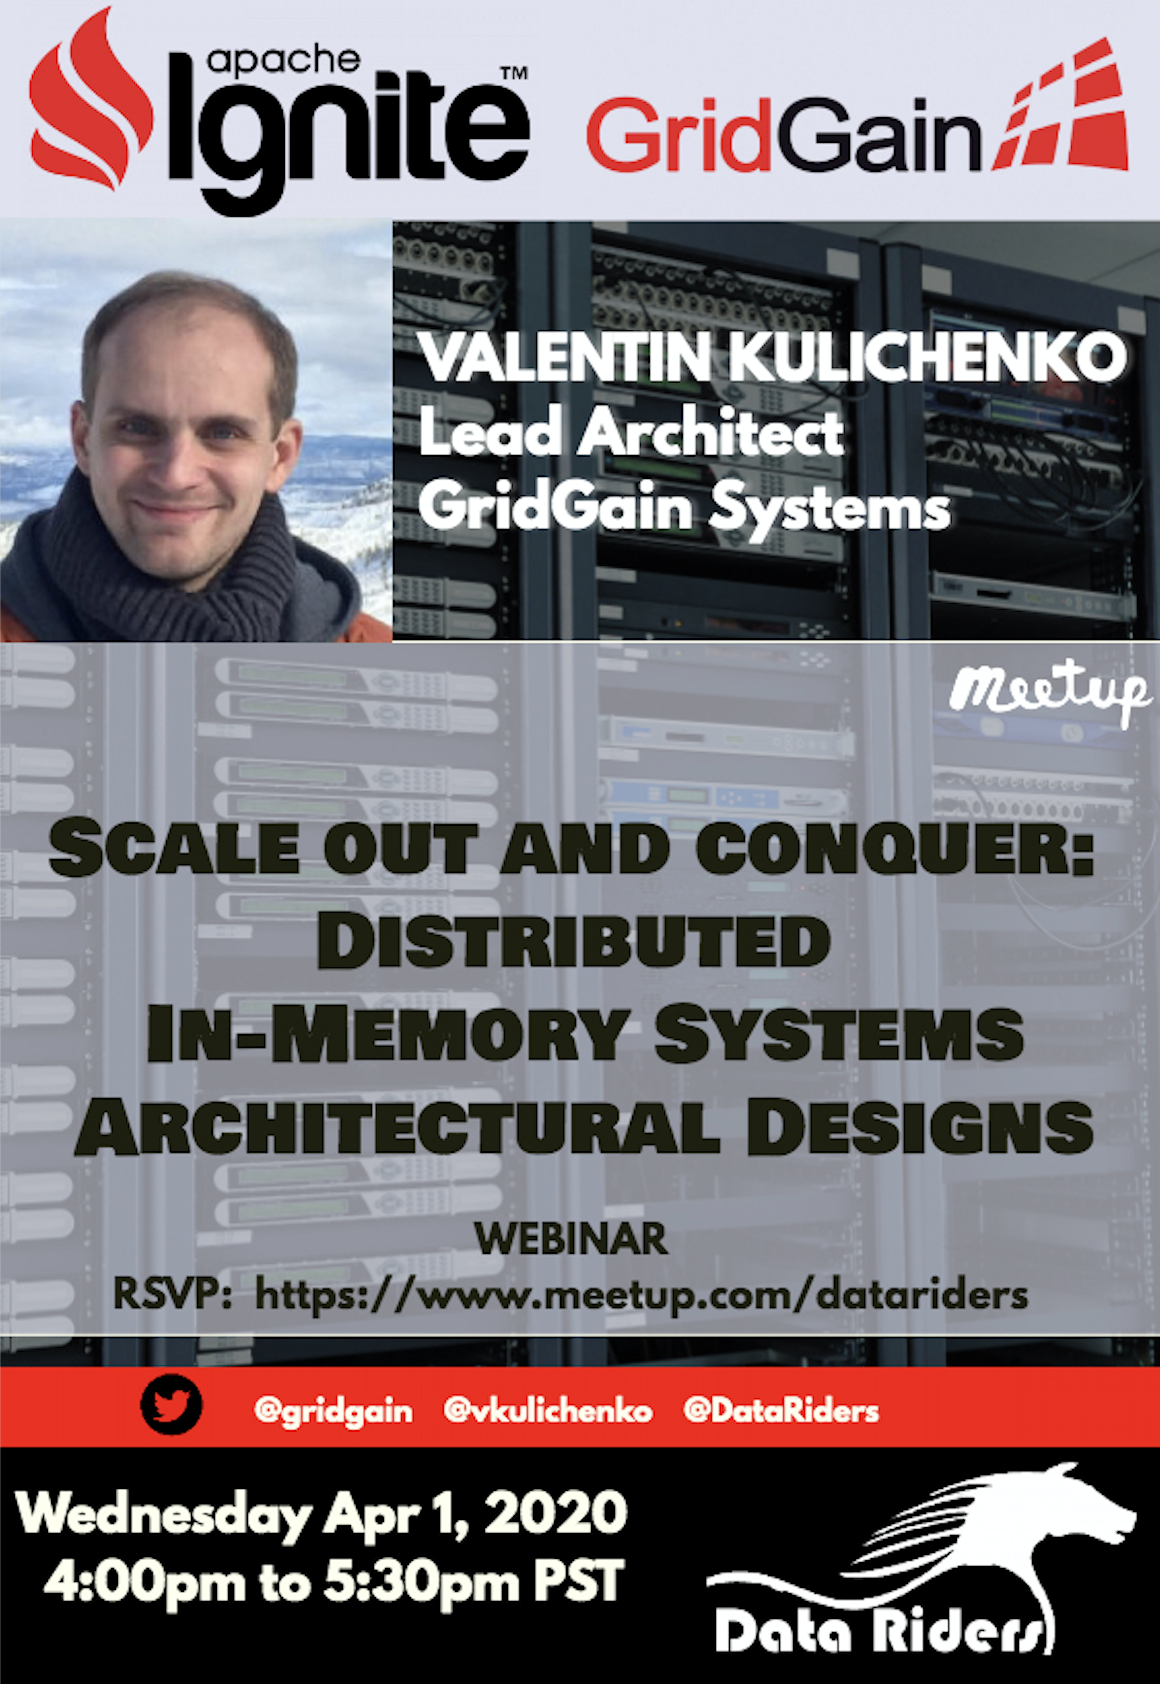 apache
Ignite™
GridGain
VALENTIN KULICHENKO
Lead Architect
GridGain Systems
meetup
SCALE OUT AND CONQUER:
DISTRIBUTED
IN-MEMORY SYSTEMS
ARCHITECTURAL DESIGNS
WEBINAR
RSVP: https://www.meetup.com/datariders
@gridgain @vkulichenko @DataRiders
Wednesday Apr 1, 2020
4:00pm to 5:30pm PST
Data Riders